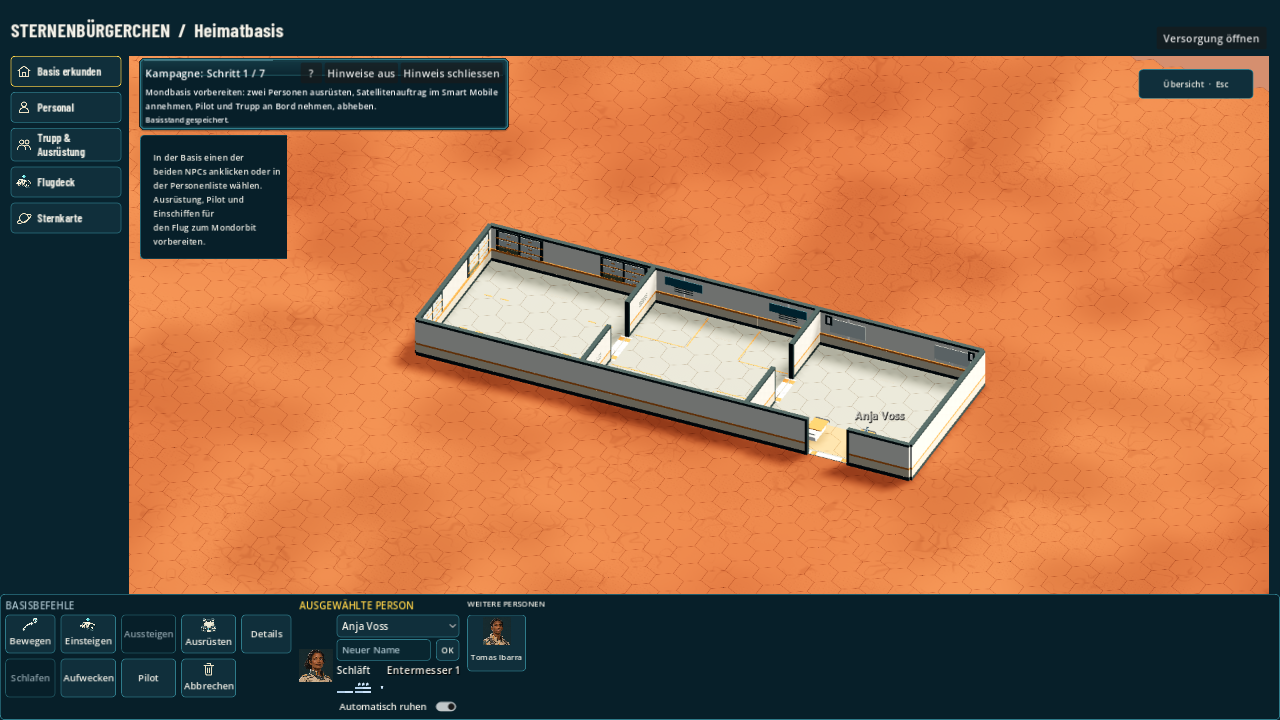 STERNENBÜRGERCHEN / Heimatbasis
Versorgung öffnen
Basis erkunden
Personal
Trupp &
Ausrüstung
Flugdeck
Sternkarte
Kampagne: Schritt 1 / 7
?
Hinweise aus
Hinweis schliessen
Mondbasis vorbereiten: zwei Personen ausrüsten, Satellitenauftrag im Smart Mobile
annehmen, Pilot und Trupp an Bord nehmen, abheben.
Basisstand gespeichert.
Übersicht · Esc
In der Basis einen der
beiden NPCs anklicken oder in
der Personenliste wählen.
Ausrüstung, Pilot und
Einschiffen für
den Flug zum Mondorbit
vorbereiten.
Anja Voss
BASISBEFEHLE
Bewegen
Einsteigen
Aussteigen
Ausrüsten
Details
Schlafen
Aufwecken
Pilot
Abbrechen
AUSGEWÄHLTE PERSON
Anja Voss
Neuer Name
OK
Schläft
Entermesser 1
Automatisch ruhen
WEITERE PERSONEN
Tomas Ibarra